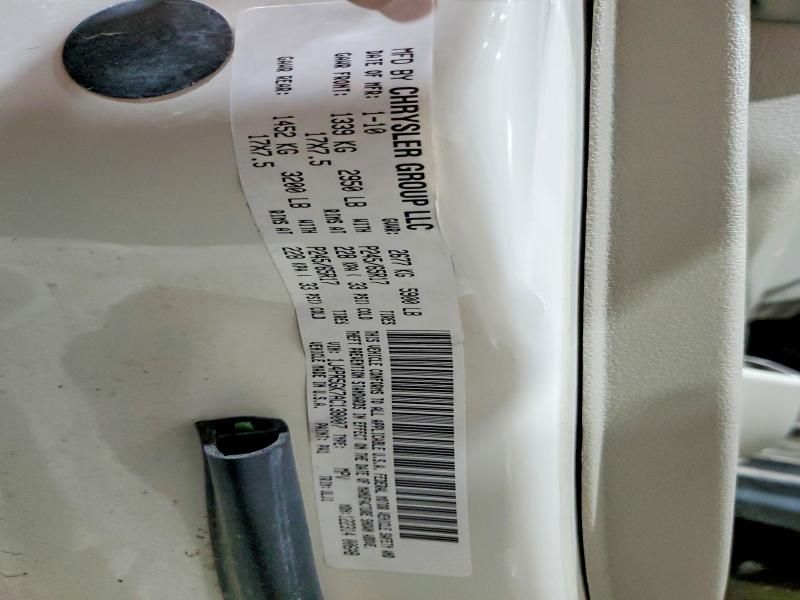 MFD BY CHRYSLER GROUP LLC
DATE OF MFR: 1-10 GVWR: 2677 KG 5900 LB
GAWR FRONT: 1339 KG 2950 LB WITH P245/65R17 TIRES
17X7.5 RIMS AT 228 KPA ( 33 PSI) COLD
GAWR REAR: 1452 KG 3200 LB WITH P245/65R17 TIRES
17X7.5 RIMS AT 228 KPA ( 33 PSI) COLD
THIS VEHICLE CONFORMS TO ALL APPLICABLE U.S.A. FEDERAL MOTOR VEHICLE SAFETY AND
THEFT PREVENTION STANDARDS IN EFFECT ON THE DATE OF MANUFACTURE SHOWN ABOVE.
VIN: TYPE: MPV MDH:
VEHICLE MADE IN U.S.A. PAINT: TRIM: